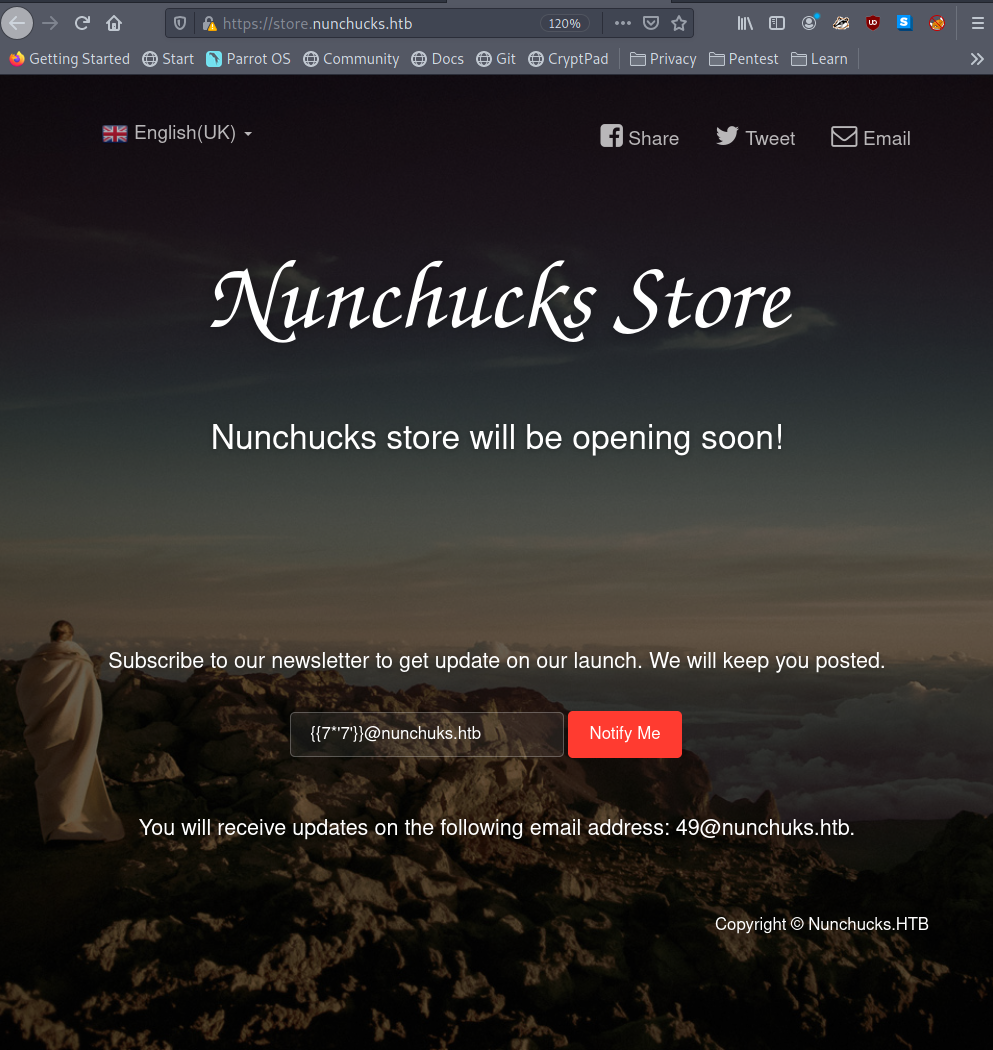 https://store.nunchucks.htb 120%
Getting Started Start Parrot OS Community Docs Git CryptPad Privacy Pentest Learn
English(UK) Share Tweet Email
Nunchucks Store
Nunchucks store will be opening soon!
Subscribe to our newsletter to get update on our launch. We will keep you posted.
{{7*'7'}}@nunchuks.htb Notify Me
You will receive updates on the following email address: 49@nunchuks.htb.
Copyright © Nunchucks.HTB